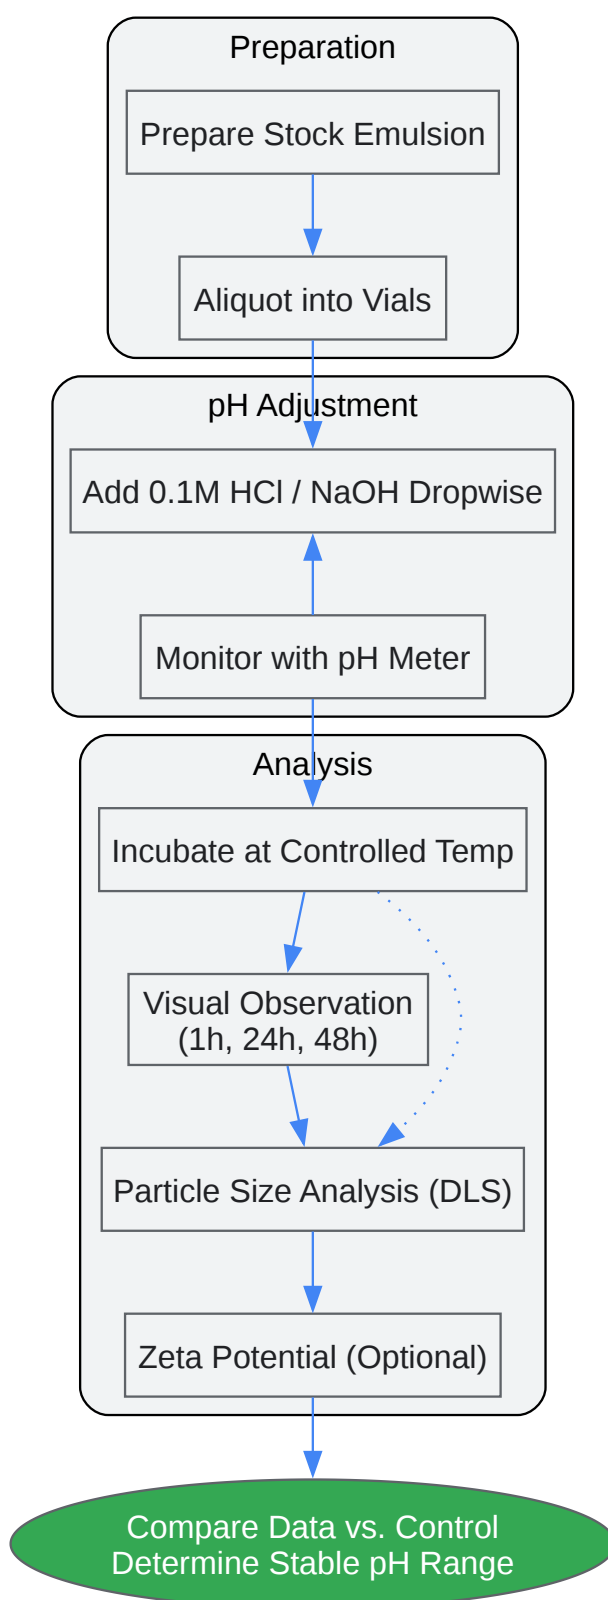 Preparation
Prepare Stock Emulsion
Aliquot into Vials
pH Adjustment
Add 0.1M HCl / NaOH Dropwise
Monitor with pH Meter
Analysis
Incubate at Controlled Temp
Visual Observation
(1h, 24h, 48h)
Particle Size Analysis (DLS)
Zeta Potential (Optional)
Compare Data vs. Control
Determine Stable pH Range